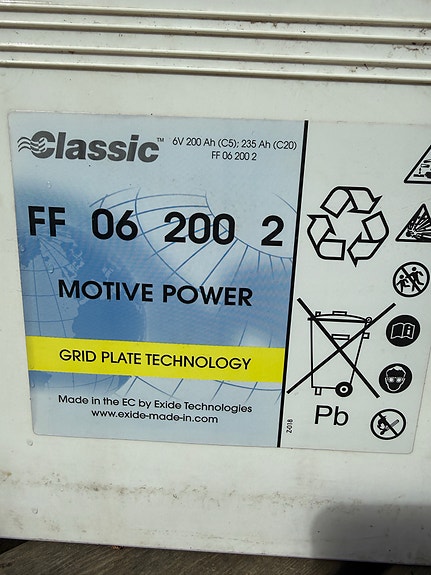 Classic™
6V 200 Ah (C5); 235 Ah (C20)
FF 06 200 2
FF 06 200 2
MOTIVE POWER
GRID PLATE TECHNOLOGY
Made in the EC by Exide Technologies
www.exide-made-in.com
Pb
Z-018